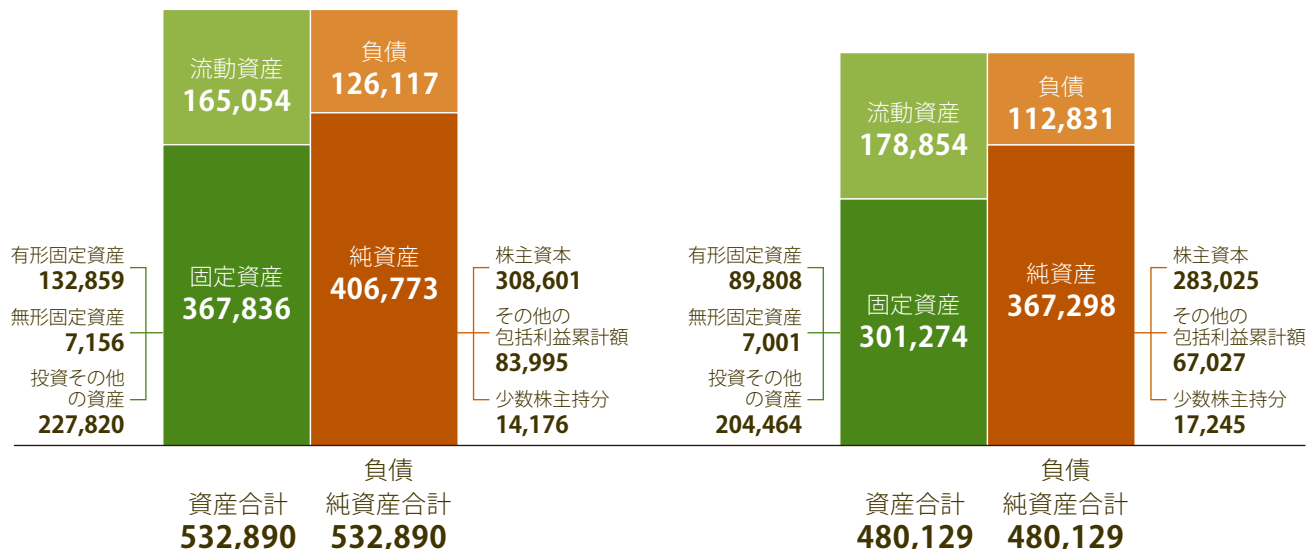 流動資産
165,054
負債
126,117
固定資産
367,836
純資産
406,773
有形固定資産
132,859
無形固定資産
7,156
投資その他
の資産
227,820
株主資本
308,601
その他の
包括利益累計額
83,995
少数株主持分
14,176
資産合計
532,890
負債
純資産合計
532,890
流動資産
178,854
負債
112,831
固定資産
301,274
純資産
367,298
有形固定資産
89,808
無形固定資産
7,001
投資その他
の資産
204,464
株主資本
283,025
その他の
包括利益累計額
67,027
少数株主持分
17,245
資産合計
480,129
負債
純資産合計
480,129